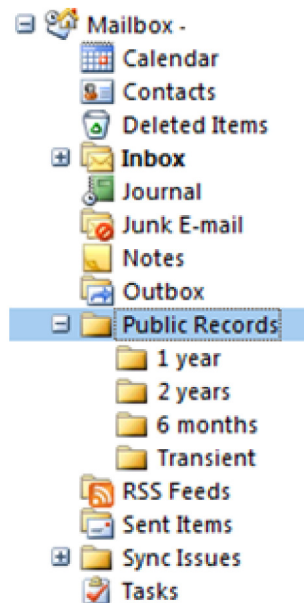 Mailbox -
Calendar
Contacts
Deleted Items
Inbox
Journal
Junk E-mail
Notes
Outbox
Public Records
1 year
2 years
6 months
Transient
RSS Feeds
Sent Items
Sync Issues
Tasks